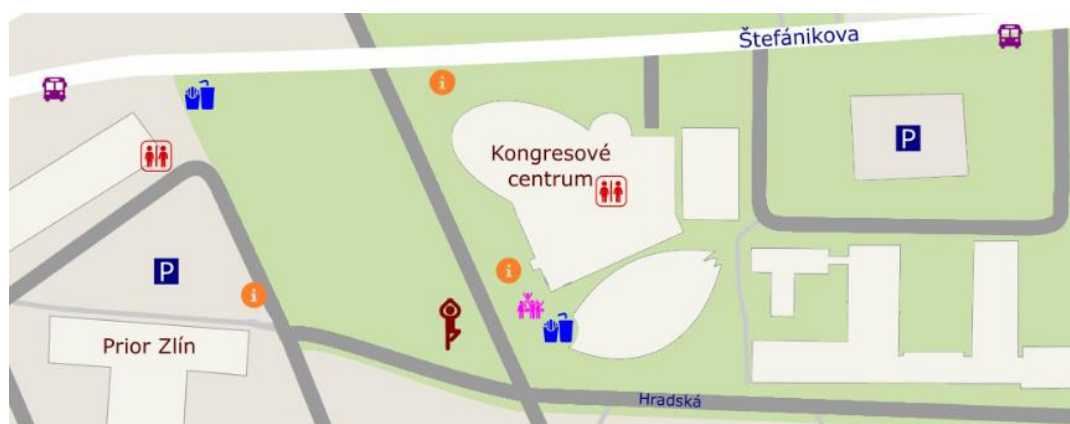 Štefánikova
i
P
Kongresové
centrum
i
P
i
Prior Zlín
Hradská